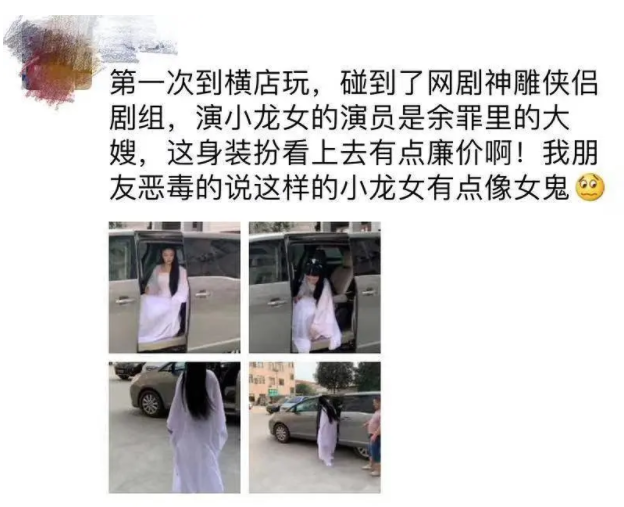 第一次到横店玩，碰到了网剧神雕侠侣
剧组，演小龙女的演员是余罪里的大
嫂，这身装扮看上去有点廉价啊！我朋
友恶毒的说这样的小龙女有点像女鬼😥